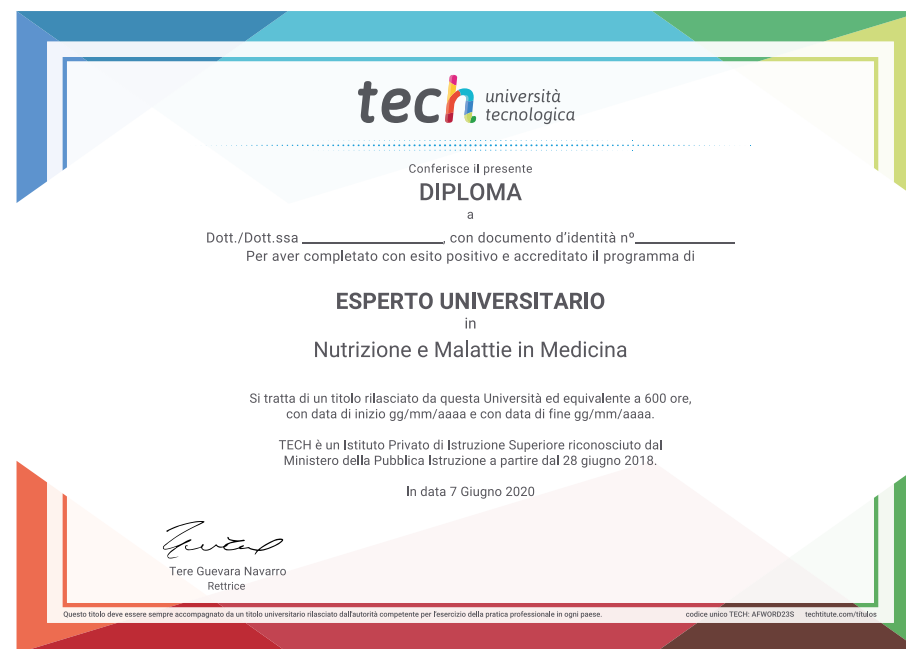 tech università
tecnologica
Conferisce il presente
DIPLOMA
a
Dott./Dott.ssa ____________________, con documento d'identità nº______________
Per aver completato con esito positivo e accreditato il programma di
ESPERTO UNIVERSITARIO
in
Nutrizione e Malattie in Medicina
Si tratta di un titolo rilasciato da questa Università ed equivalente a 600 ore,
con data di inizio gg/mm/aaaa e con data di fine gg/mm/aaaa.
TECH è un Istituto Privato di Istruzione Superiore riconosciuto dal
Ministero della Pubblica Istruzione a partire dal 28 giugno 2018.
In data 7 Giugno 2020
Tere Guevara Navarro
Rettrice
Questo titolo deve essere sempre accompagnato da un titolo universitario rilasciato dall'autorità competente per l'esercizio della pratica professionale in ogni paese. codice unico TECH: AFWORD23S techtitute.com/títulos